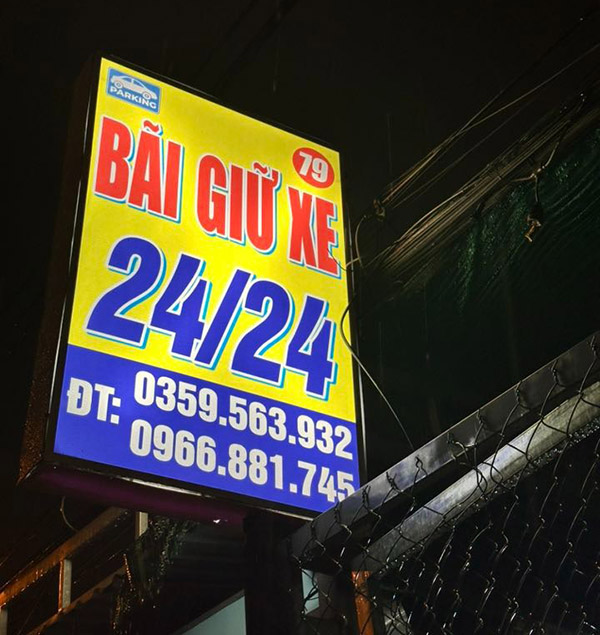 PARKING
79
BÃI GIỮ XE
24/24
ĐT: 0359.563.932
0966.881.745